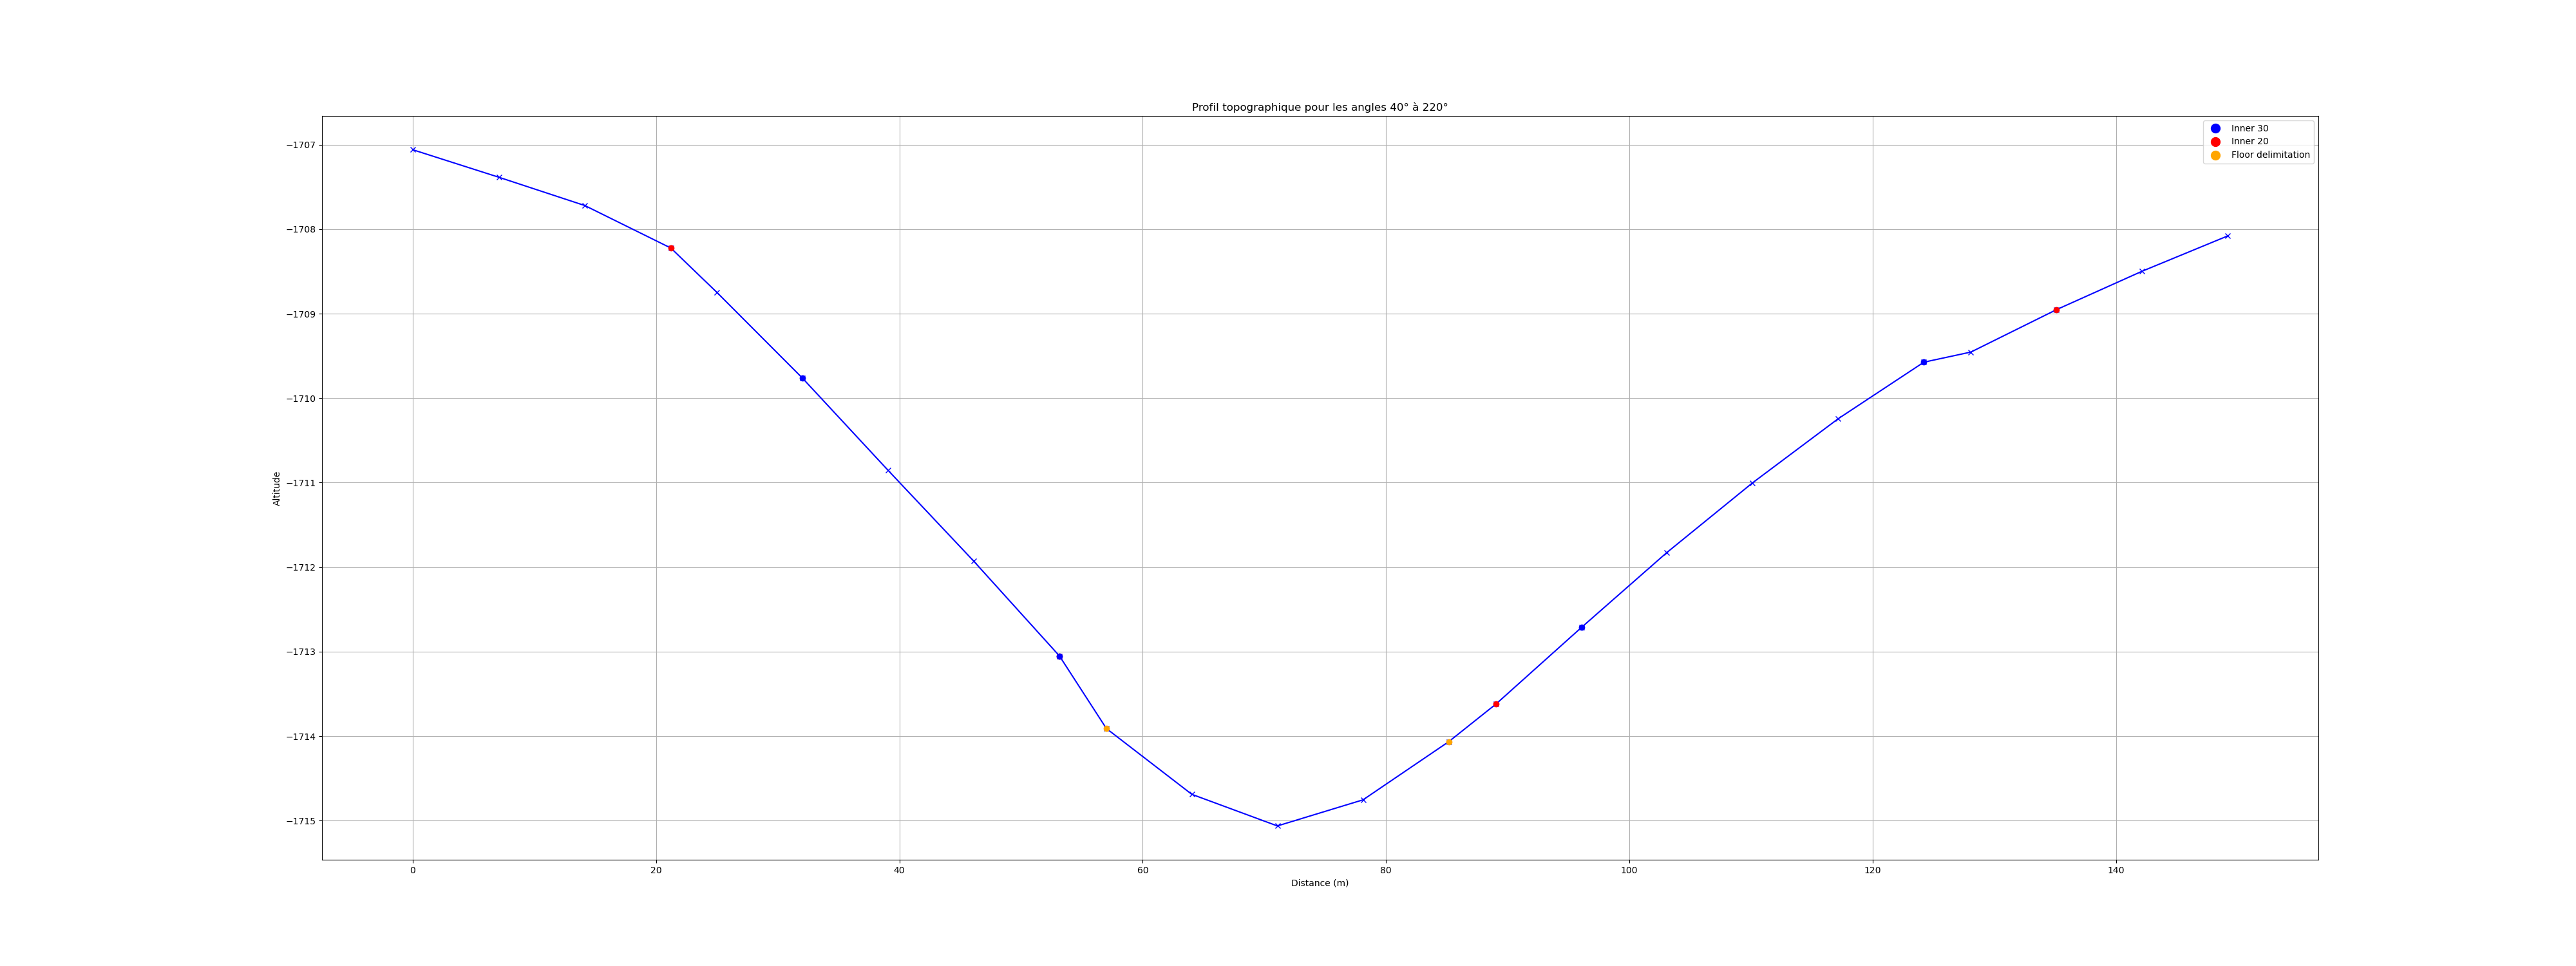 Profil topographique pour les angles 40° à 220°
Inner 30
Inner 20
Floor delimitation
−1707
−1708
−1709
−1710
−1711
−1712
−1713
−1714
−1715
Altitude
0 20 40 60 80 100 120 140
Distance (m)